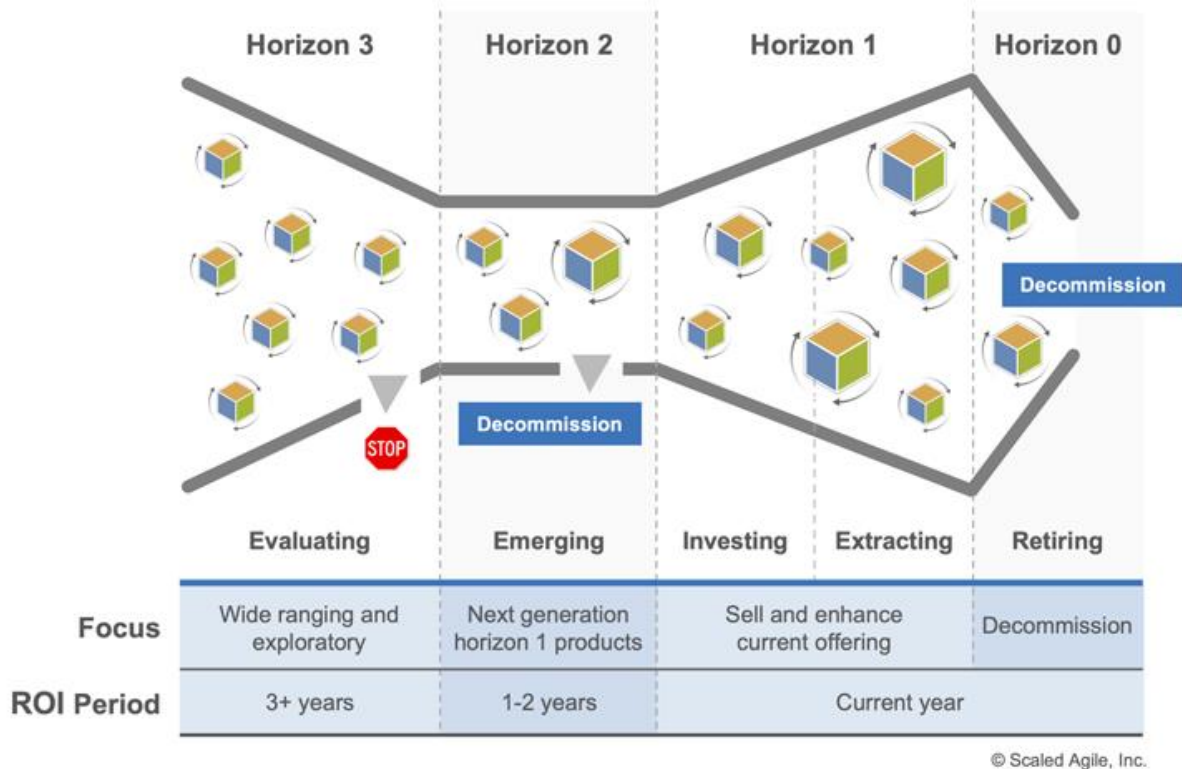 Horizon 3
Horizon 2
Horizon 1
Horizon 0
Decommission
STOP
Decommission
Evaluating
Emerging
Investing
Extracting
Retiring
Focus
Wide ranging and
exploratory
Next generation
horizon 1 products
Sell and enhance
current offering
Decommission
ROI Period
3+ years
1-2 years
Current year
© Scaled Agile, Inc.